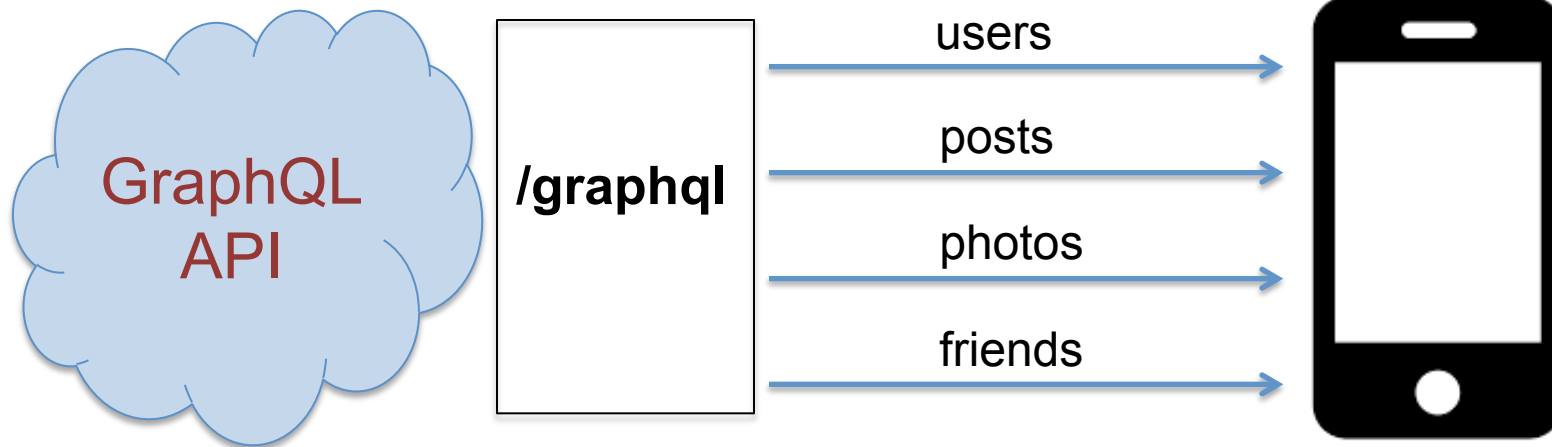 GraphQL
API
/graphql
users
posts
photos
friends